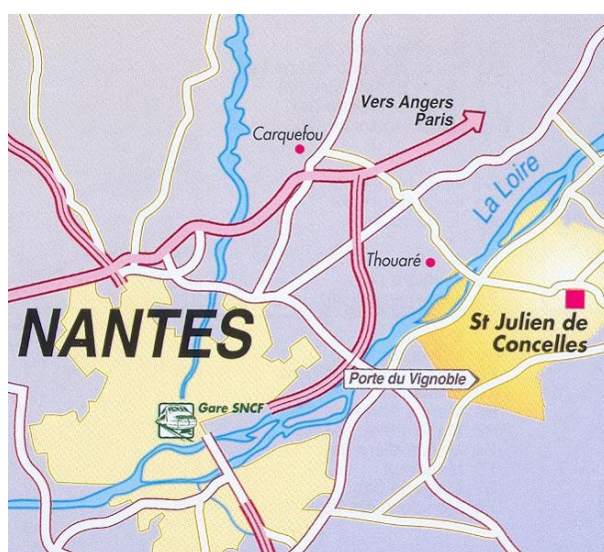 Vers Angers
Paris
Carquefou
La Loire
Thouaré
NANTES
St Julien de
Concelles
Porte du Vignoble
Gare SNCF